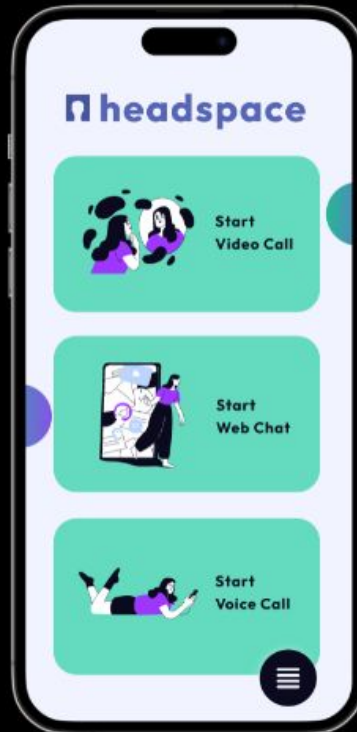 headspace
Start
Video Call
Start
Web Chat
Start
Voice Call